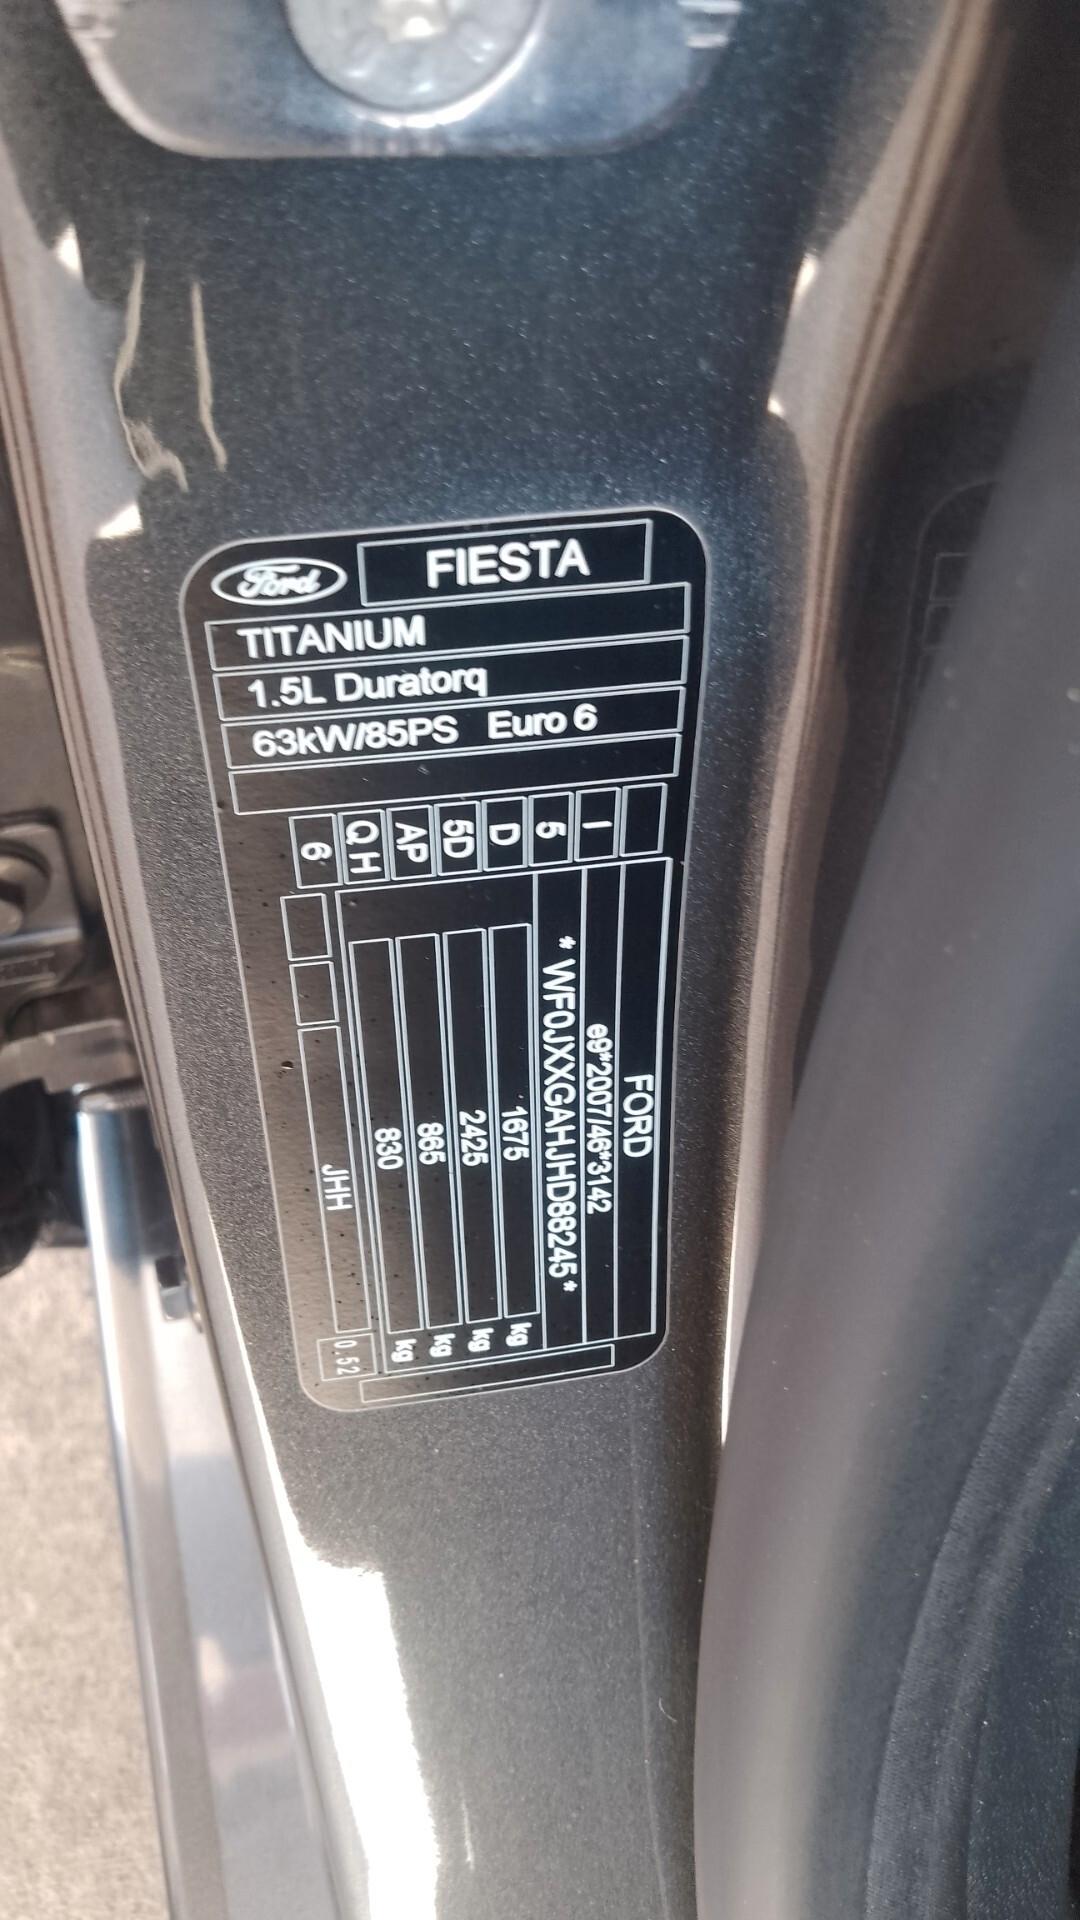 Ford
FIESTA
TITANIUM
1.5L Duratorq
63kW/85PS Euro 6
I
5
D
5D
AP
QH
6
FORD
e9*2007/46*3142
*WF0JXXGAHJHD88245*
1675 kg
2425 kg
865 kg
830 kg
JHH
0.52